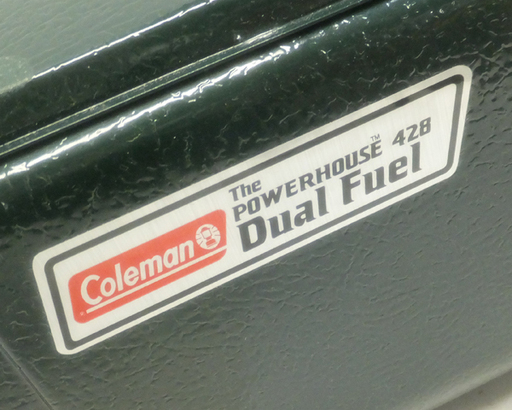 Coleman
The
POWERHOUSE™ 428
Dual Fuel